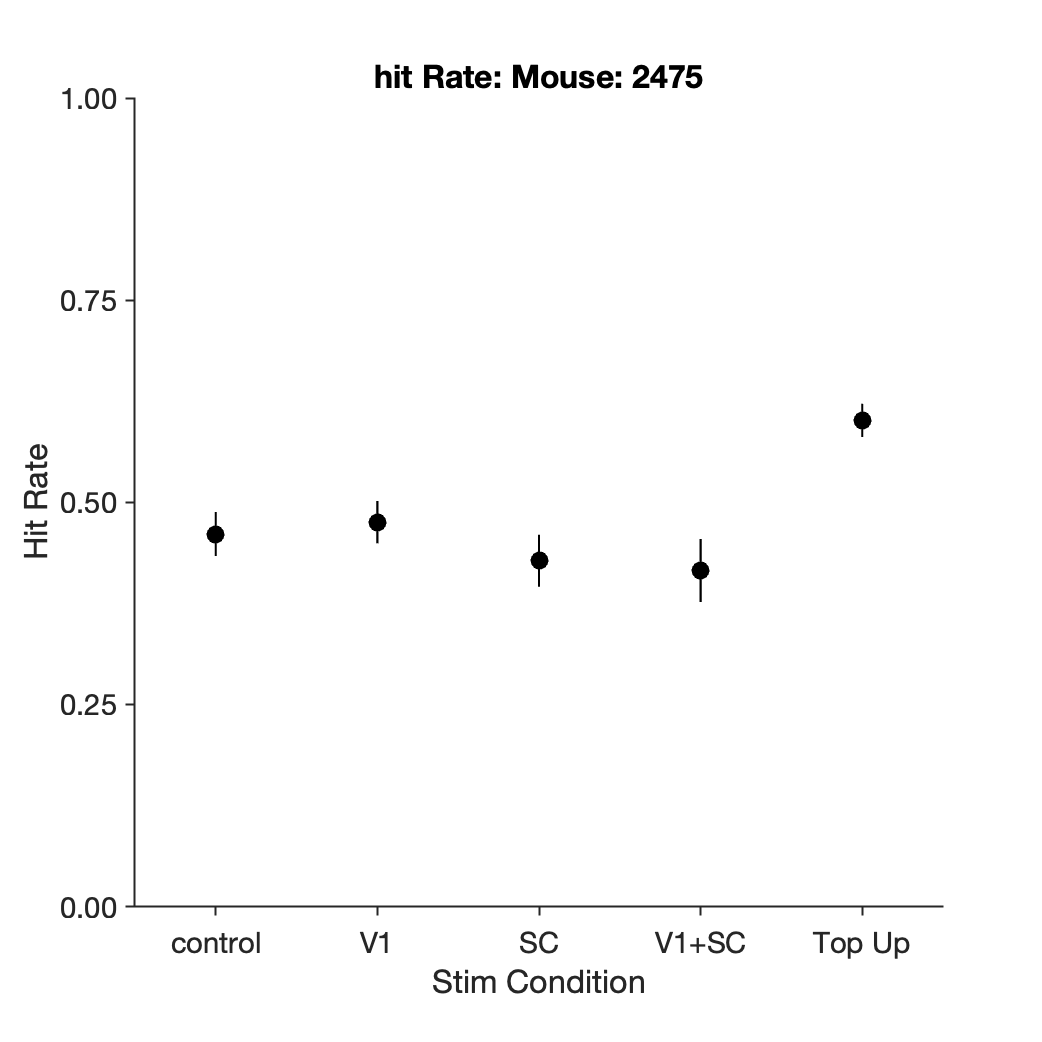 hit Rate: Mouse: 2475
1.00
0.75
0.50
0.25
0.00
Hit Rate
control V1 SC V1+SC Top Up
Stim Condition